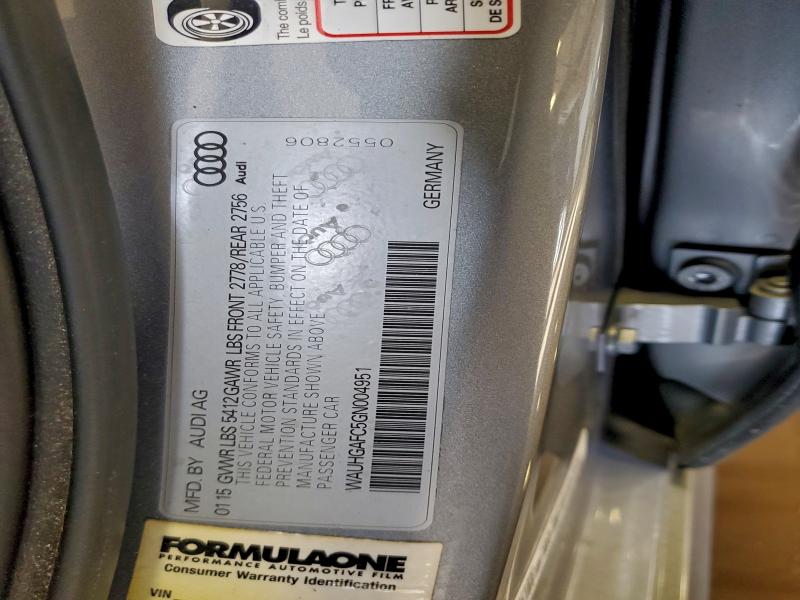 The com
Le poids
MFD. BY AUDI AG
01 15 GVWR LBS 5412 GAWR LBS FRONT 2778/REAR 2756
THIS VEHICLE CONFORMS TO ALL APPLICABLE U.S.
FEDERAL MOTOR VEHICLE SAFETY, BUMPER AND THEFT
PREVENTION STANDARDS IN EFFECT ON THE DATE OF
MANUFACTURE SHOWN ABOVE
PASSENGER CAR
WAUHGAFC5GN004951
GERMANY
Audi
0552806
FORMULAONE
PERFORMANCE AUTOMOTIVE FILM
Consumer Warranty Identification
VIN